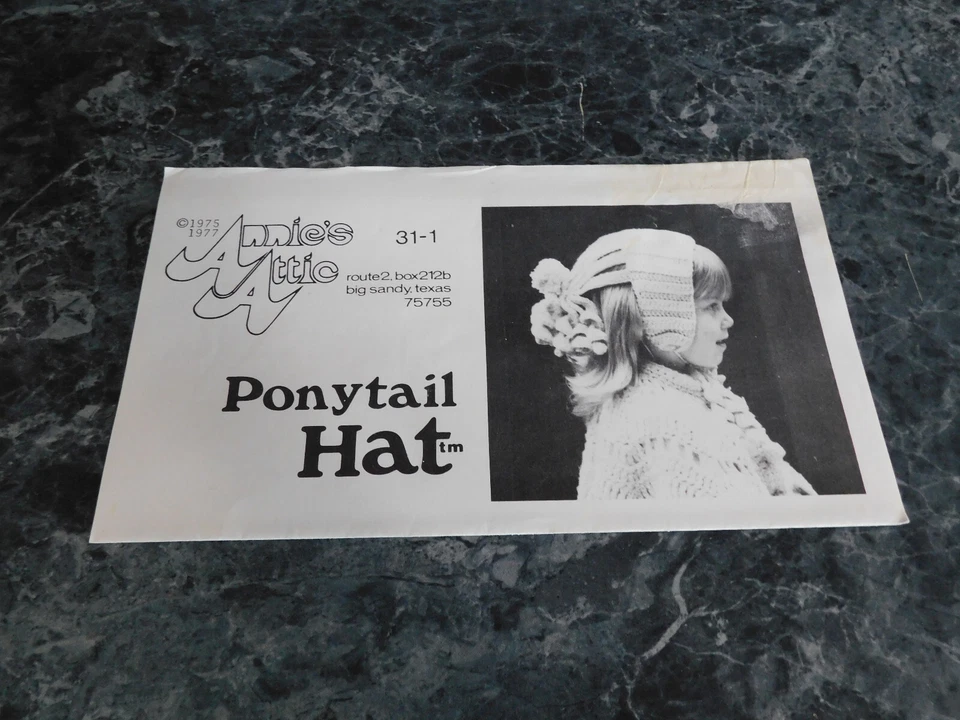 ©1975
1977
Annie's
Attic
31-1
route2, box212b
big sandy, texas
75755
Ponytail
Hat tm